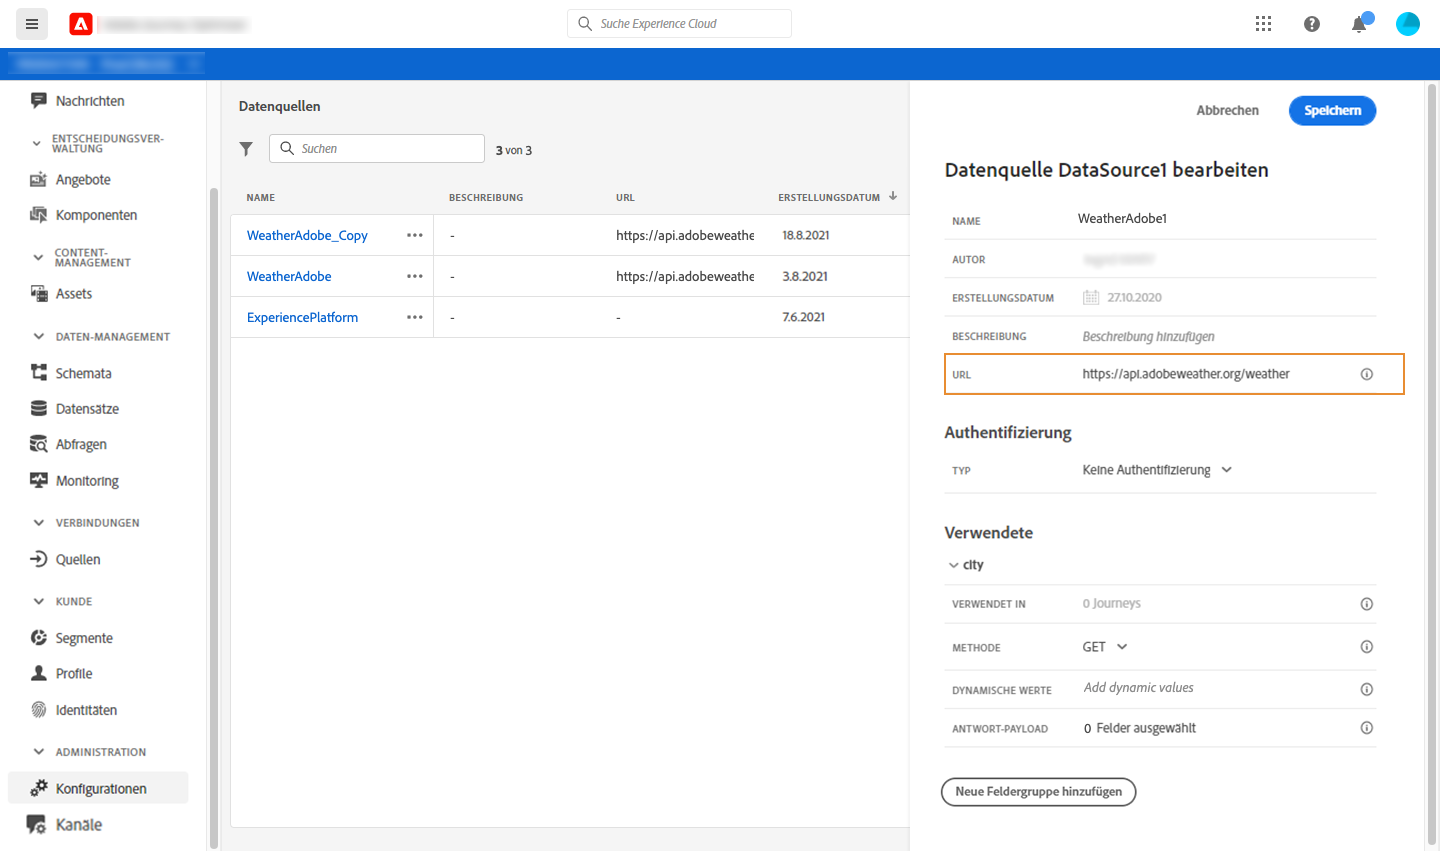 Suche Experience Cloud
Nachrichten
ENTSCHEIDUNGSVER-
WALTUNG
Angebote
Komponenten
CONTENT-
MANAGEMENT
Assets
DATEN-MANAGEMENT
Schemata
Datensätze
Abfragen
Monitoring
VERBINDUNGEN
Quellen
KUNDE
Segmente
Profile
Identitäten
ADMINISTRATION
Konfigurationen
Kanäle
Datenquellen
Suchen
3 von 3
NAME BESCHREIBUNG URL ERSTELLUNGSDATUM
WeatherAdobe_Copy - https://api.adobeweathe 18.8.2021
WeatherAdobe - https://api.adobeweathe 3.8.2021
ExperiencePlatform - - 7.6.2021
Abbrechen Speichern
Datenquelle DataSource1 bearbeiten
NAME WeatherAdobe1
AUTOR
ERSTELLUNGSDATUM 27.10.2020
BESCHREIBUNG Beschreibung hinzufügen
URL https://api.adobeweather.org/weather
Authentifizierung
TYP Keine Authentifizierung
Verwendete
city
VERWENDET IN 0 Journeys
METHODE GET
DYNAMISCHE WERTE Add dynamic values
ANTWORT-PAYLOAD 0 Felder ausgewählt
Neue Feldergruppe hinzufügen